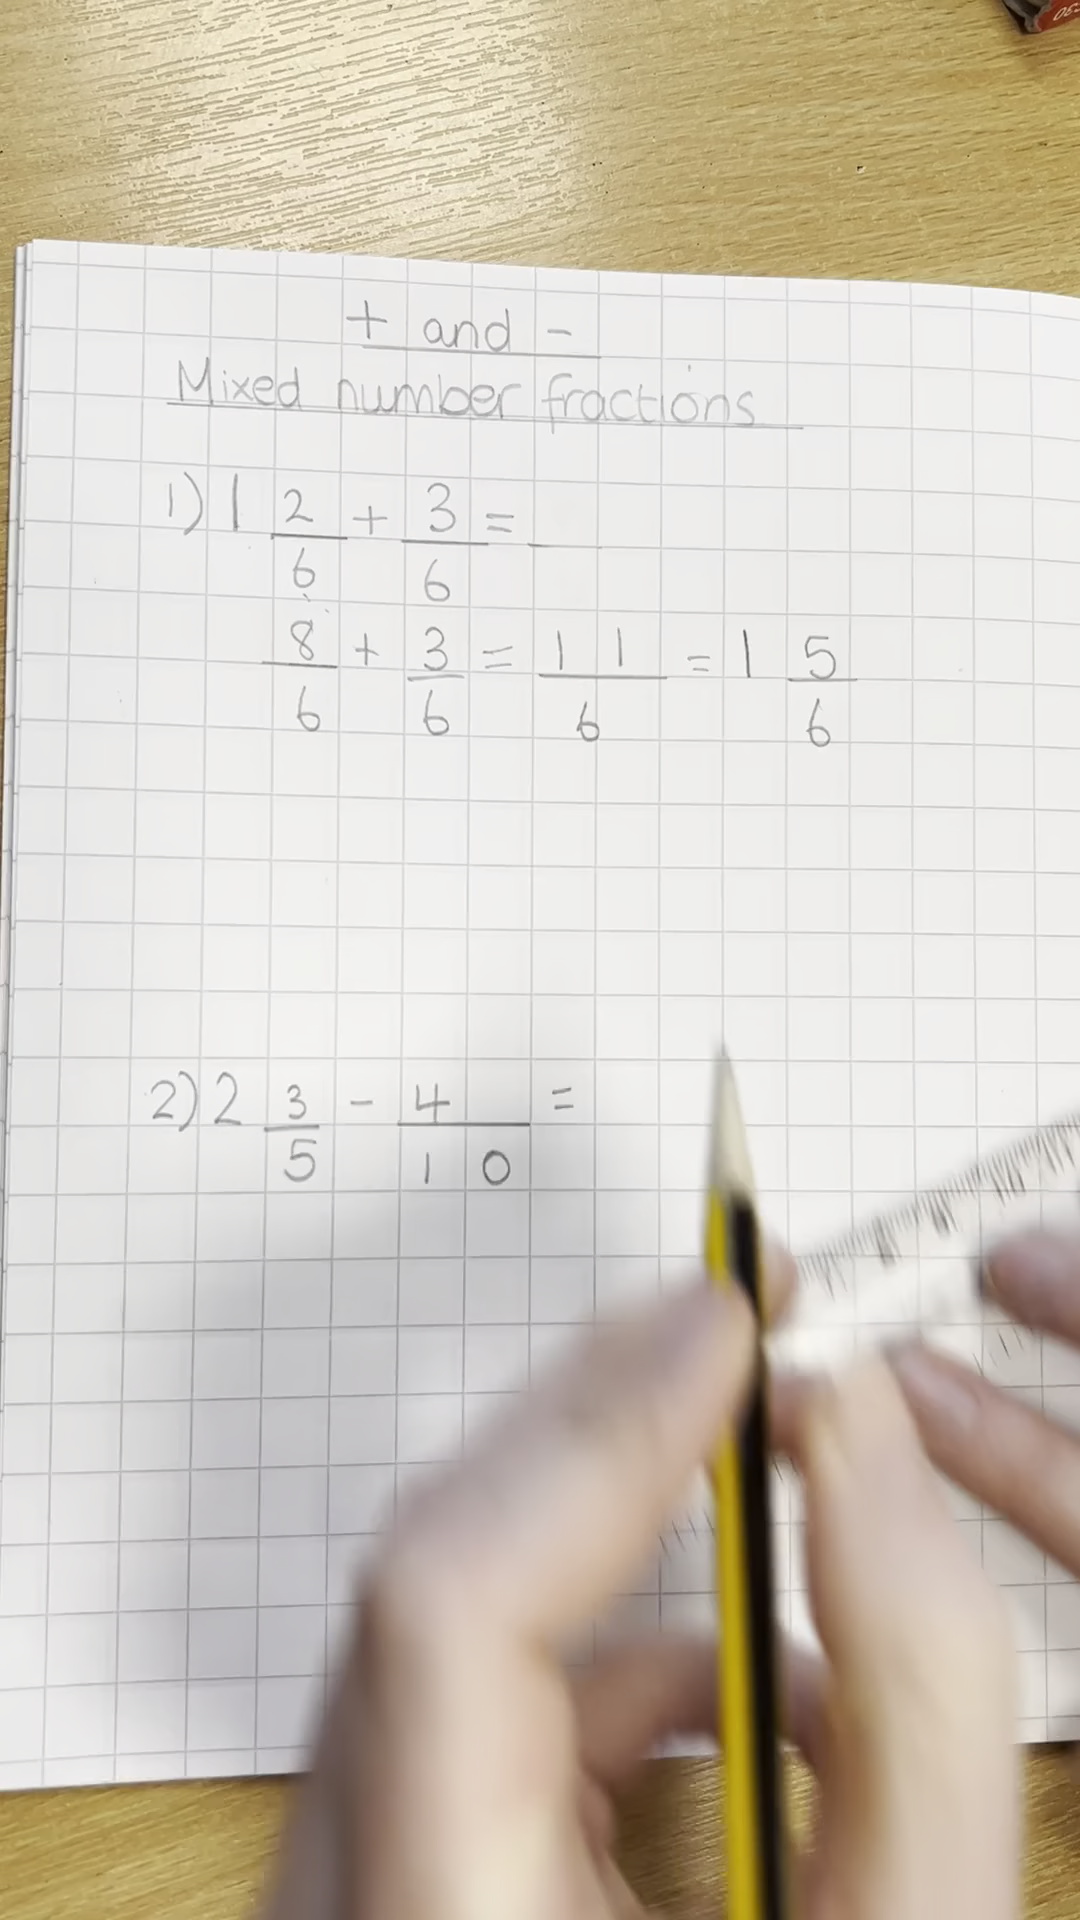 + and -
Mixed number fractions
1) 1 2/6 + 3/6 = _
8/6 + 3/6 = 11/6 = 1 5/6
2) 2 3/5 - 4/10 =